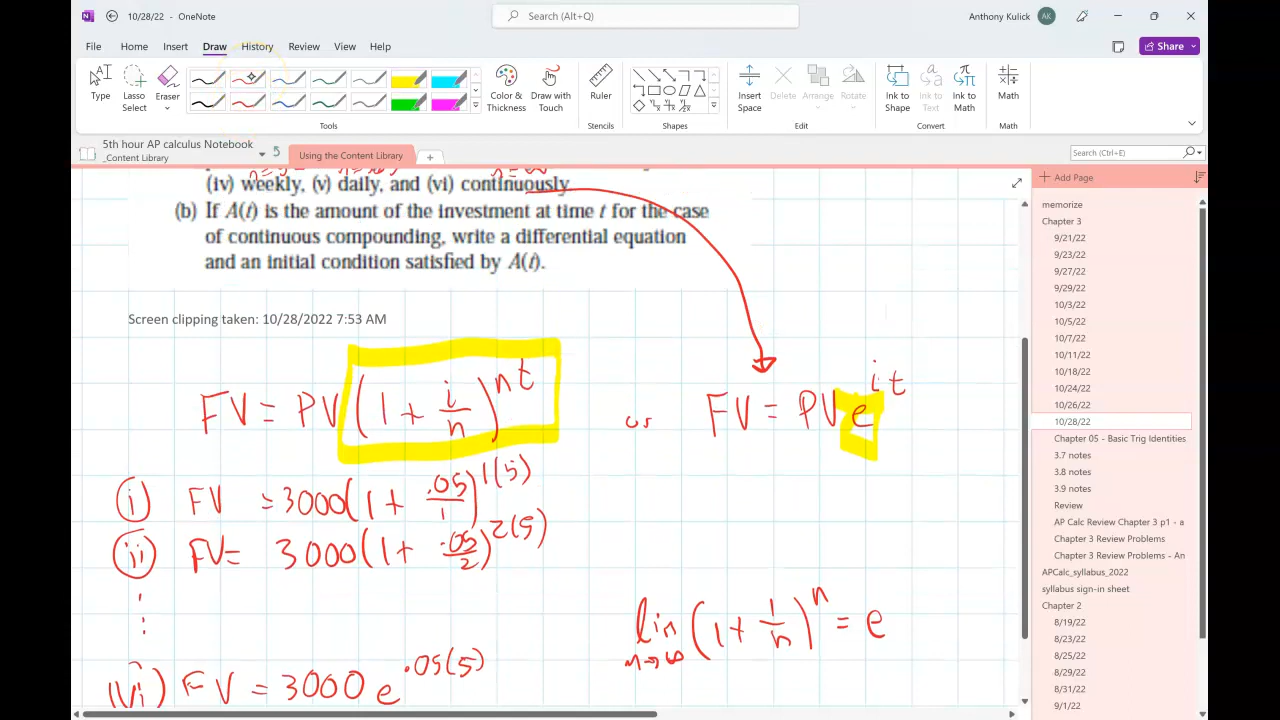 10/28/22 - OneNote
Search (Alt+Q)
Anthony Kulick
AK
File Home Insert Draw History Review View Help
Share
Type
Lasso Select
Eraser
Color & Thickness
Draw with Touch
Ruler
Insert Space
Delete
Arrange
Rotate
Ink to Shape
Ink to Text
Ink to Math
Math
Tools
Stencils
Shapes
Edit
Convert
Math
5th hour AP calculus Notebook
_Content Library
Using the Content Library
Search (Ctrl+E)
(iv) weekly, (v) daily, and (vi) continuously.
(b) If A(t) is the amount of the investment at time t for the case
of continuous compounding, write a differential equation
and an initial condition satisfied by A(t).
Screen clipping taken: 10/28/2022 7:53 AM
FV = PV (1 + i/n)^nt or FV = PV e^it
(i) FV = 3000(1 + .05/1)^1(5)
(ii) FV = 3000(1 + .05/2)^2(5)
lim n→∞ (1 + 1/n)^n = e
(vi) FV = 3000 e^.05(5)
Add Page
memorize
Chapter 3
9/21/22
9/23/22
9/27/22
9/29/22
10/3/22
10/5/22
10/7/22
10/11/22
10/18/22
10/24/22
10/26/22
10/28/22
Chapter 05 - Basic Trig Identities
3.7 notes
3.8 notes
3.9 notes
Review
AP Calc Review Chapter 3 p1 - a
Chapter 3 Review Problems
Chapter 3 Review Problems - An
APCalc_syllabus_2022
syllabus sign-in sheet
Chapter 2
8/19/22
8/23/22
8/25/22
8/29/22
8/31/22
9/1/22